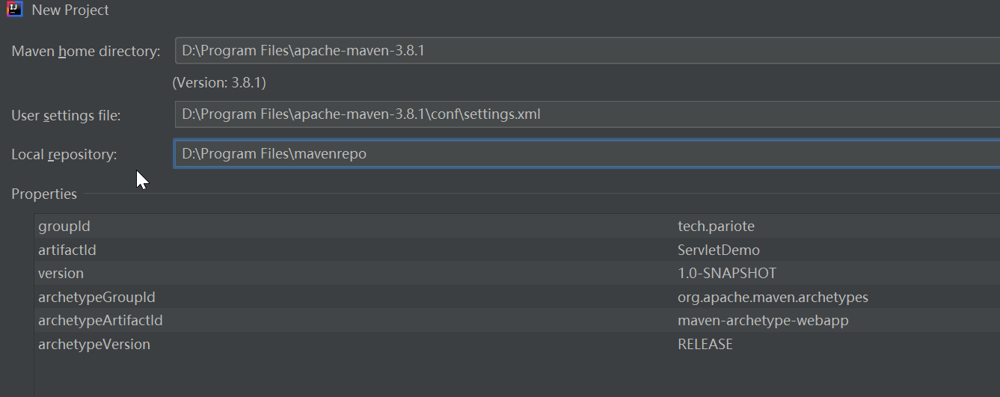 New Project
Maven home directory: D:\Program Files\apache-maven-3.8.1
(Version: 3.8.1)
User settings file: D:\Program Files\apache-maven-3.8.1\conf\settings.xml
Local repository: D:\Program Files\mavenrepo
Properties
groupId tech.pariote
artifactId ServletDemo
version 1.0-SNAPSHOT
archetypeGroupId org.apache.maven.archetypes
archetypeArtifactId maven-archetype-webapp
archetypeVersion RELEASE